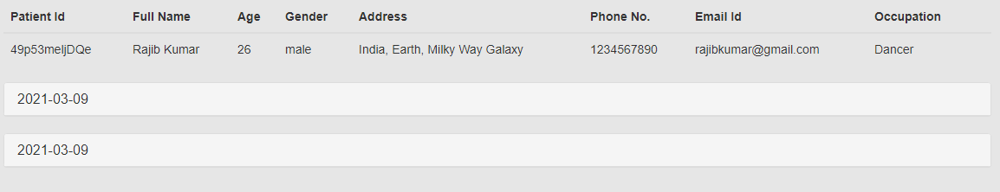 Patient Id Full Name Age Gender Address Phone No. Email Id Occupation
49p53meljDQe Rajib Kumar 26 male India, Earth, Milky Way Galaxy 1234567890 rajibkumar@gmail.com Dancer
2021-03-09
2021-03-09